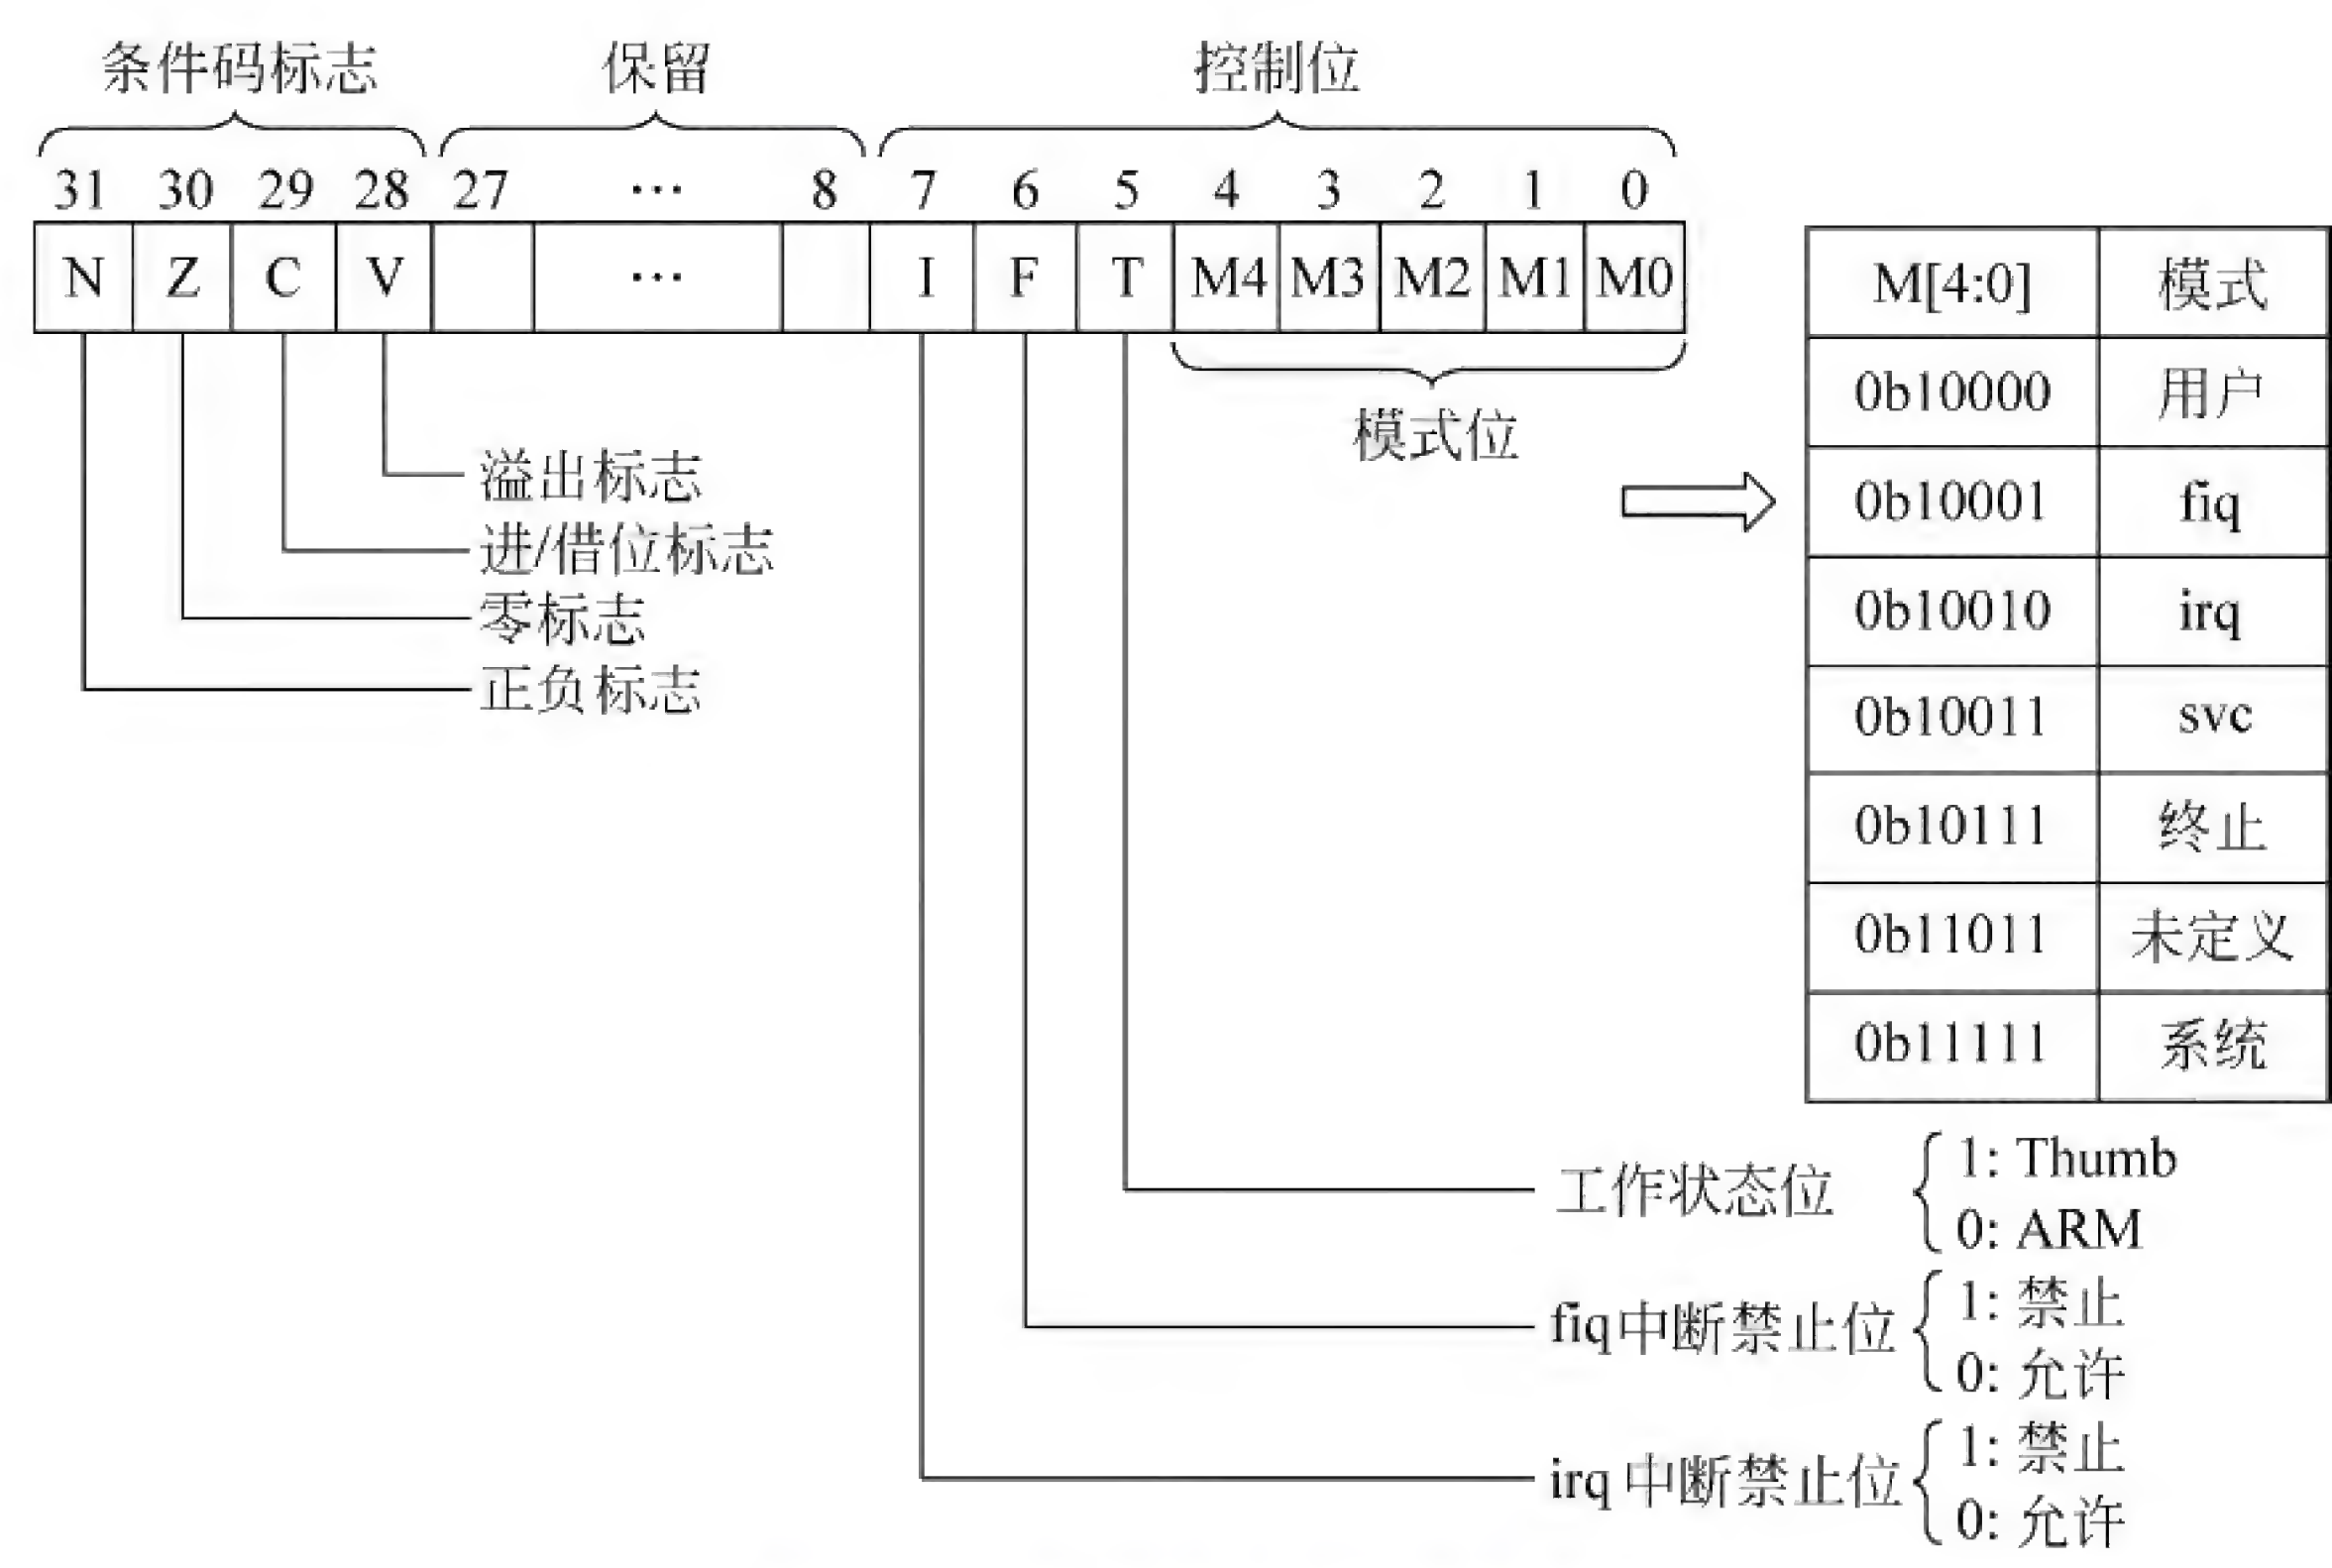 条件码标志 保留 控制位
31 30 29 28 27 … 8 7 6 5 4 3 2 1 0
N Z C V … I F T M4 M3 M2 M1 M0
模式位
溢出标志
进/借位标志
零标志
正负标志
M[4:0] 模式
0b10000 用户
0b10001 fiq
0b10010 irq
0b10011 svc
0b10111 终止
0b11011 未定义
0b11111 系统
工作状态位
1: Thumb
0: ARM
fiq中断禁止位
1: 禁止
0: 允许
irq中断禁止位
1: 禁止
0: 允许